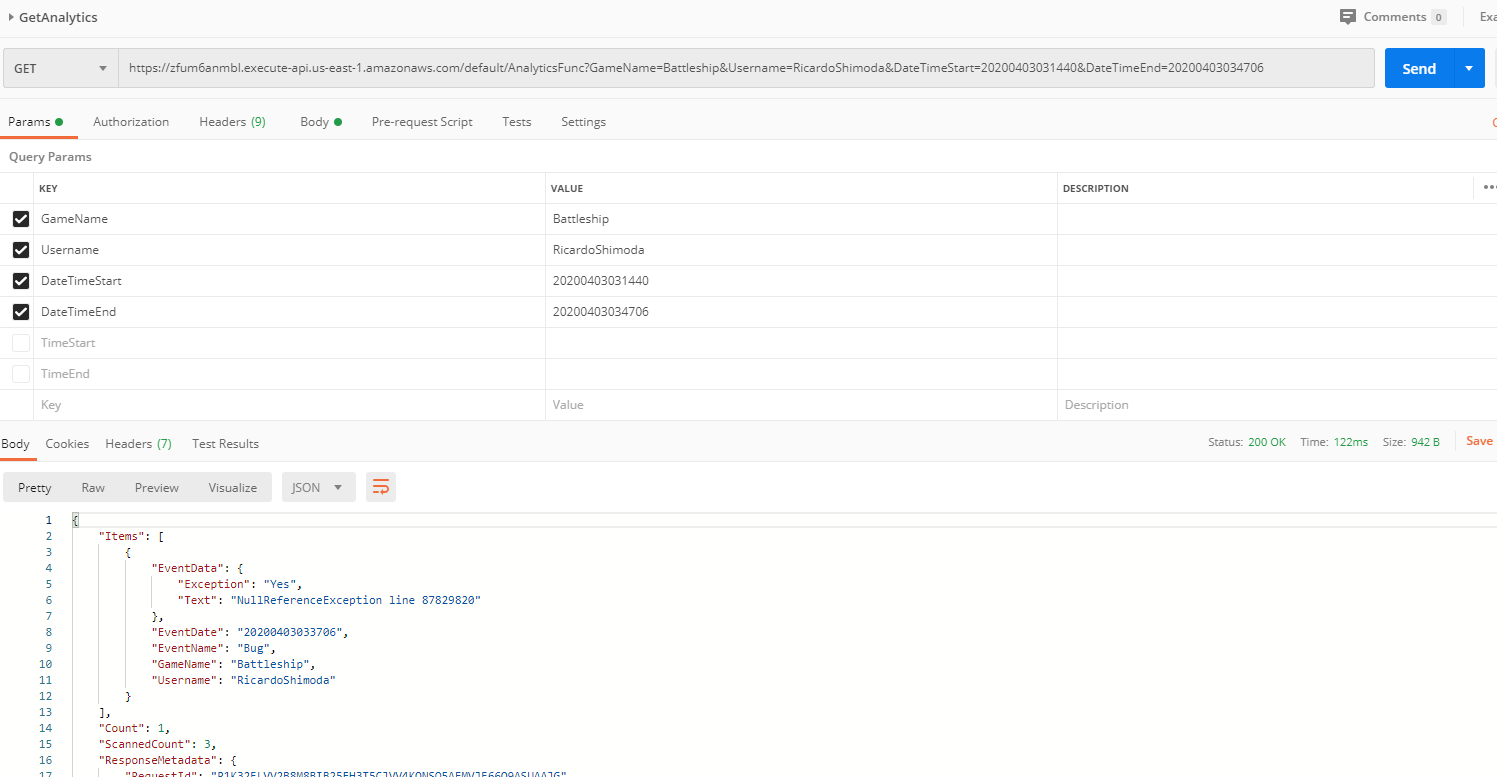 GetAnalytics
Comments 0
GET https://zfum6anmbl.execute-api.us-east-1.amazonaws.com/default/AnalyticsFunc?GameName=Battleship&Username=RicardoShimoda&DateTimeStart=20200403031440&DateTimeEnd=20200403034706 Send
Params Authorization Headers (9) Body Pre-request Script Tests Settings
Query Params
KEY VALUE DESCRIPTION
GameName Battleship
Username RicardoShimoda
DateTimeStart 20200403031440
DateTimeEnd 20200403034706
TimeStart
TimeEnd
Key Value Description
Body Cookies Headers (7) Test Results Status: 200 OK Time: 122ms Size: 942 B Save
Pretty Raw Preview Visualize JSON
1 {
2 "Items": [
3 {
4 "EventData": {
5 "Exception": "Yes",
6 "Text": "NullReferenceException line 87829820"
7 },
8 "EventDate": "20200403033706",
9 "EventName": "Bug",
10 "GameName": "Battleship",
11 "Username": "RicardoShimoda"
12 }
13 ],
14 "Count": 1,
15 "ScannedCount": 3,
16 "ResponseMetadata": {
17 "RequestId":